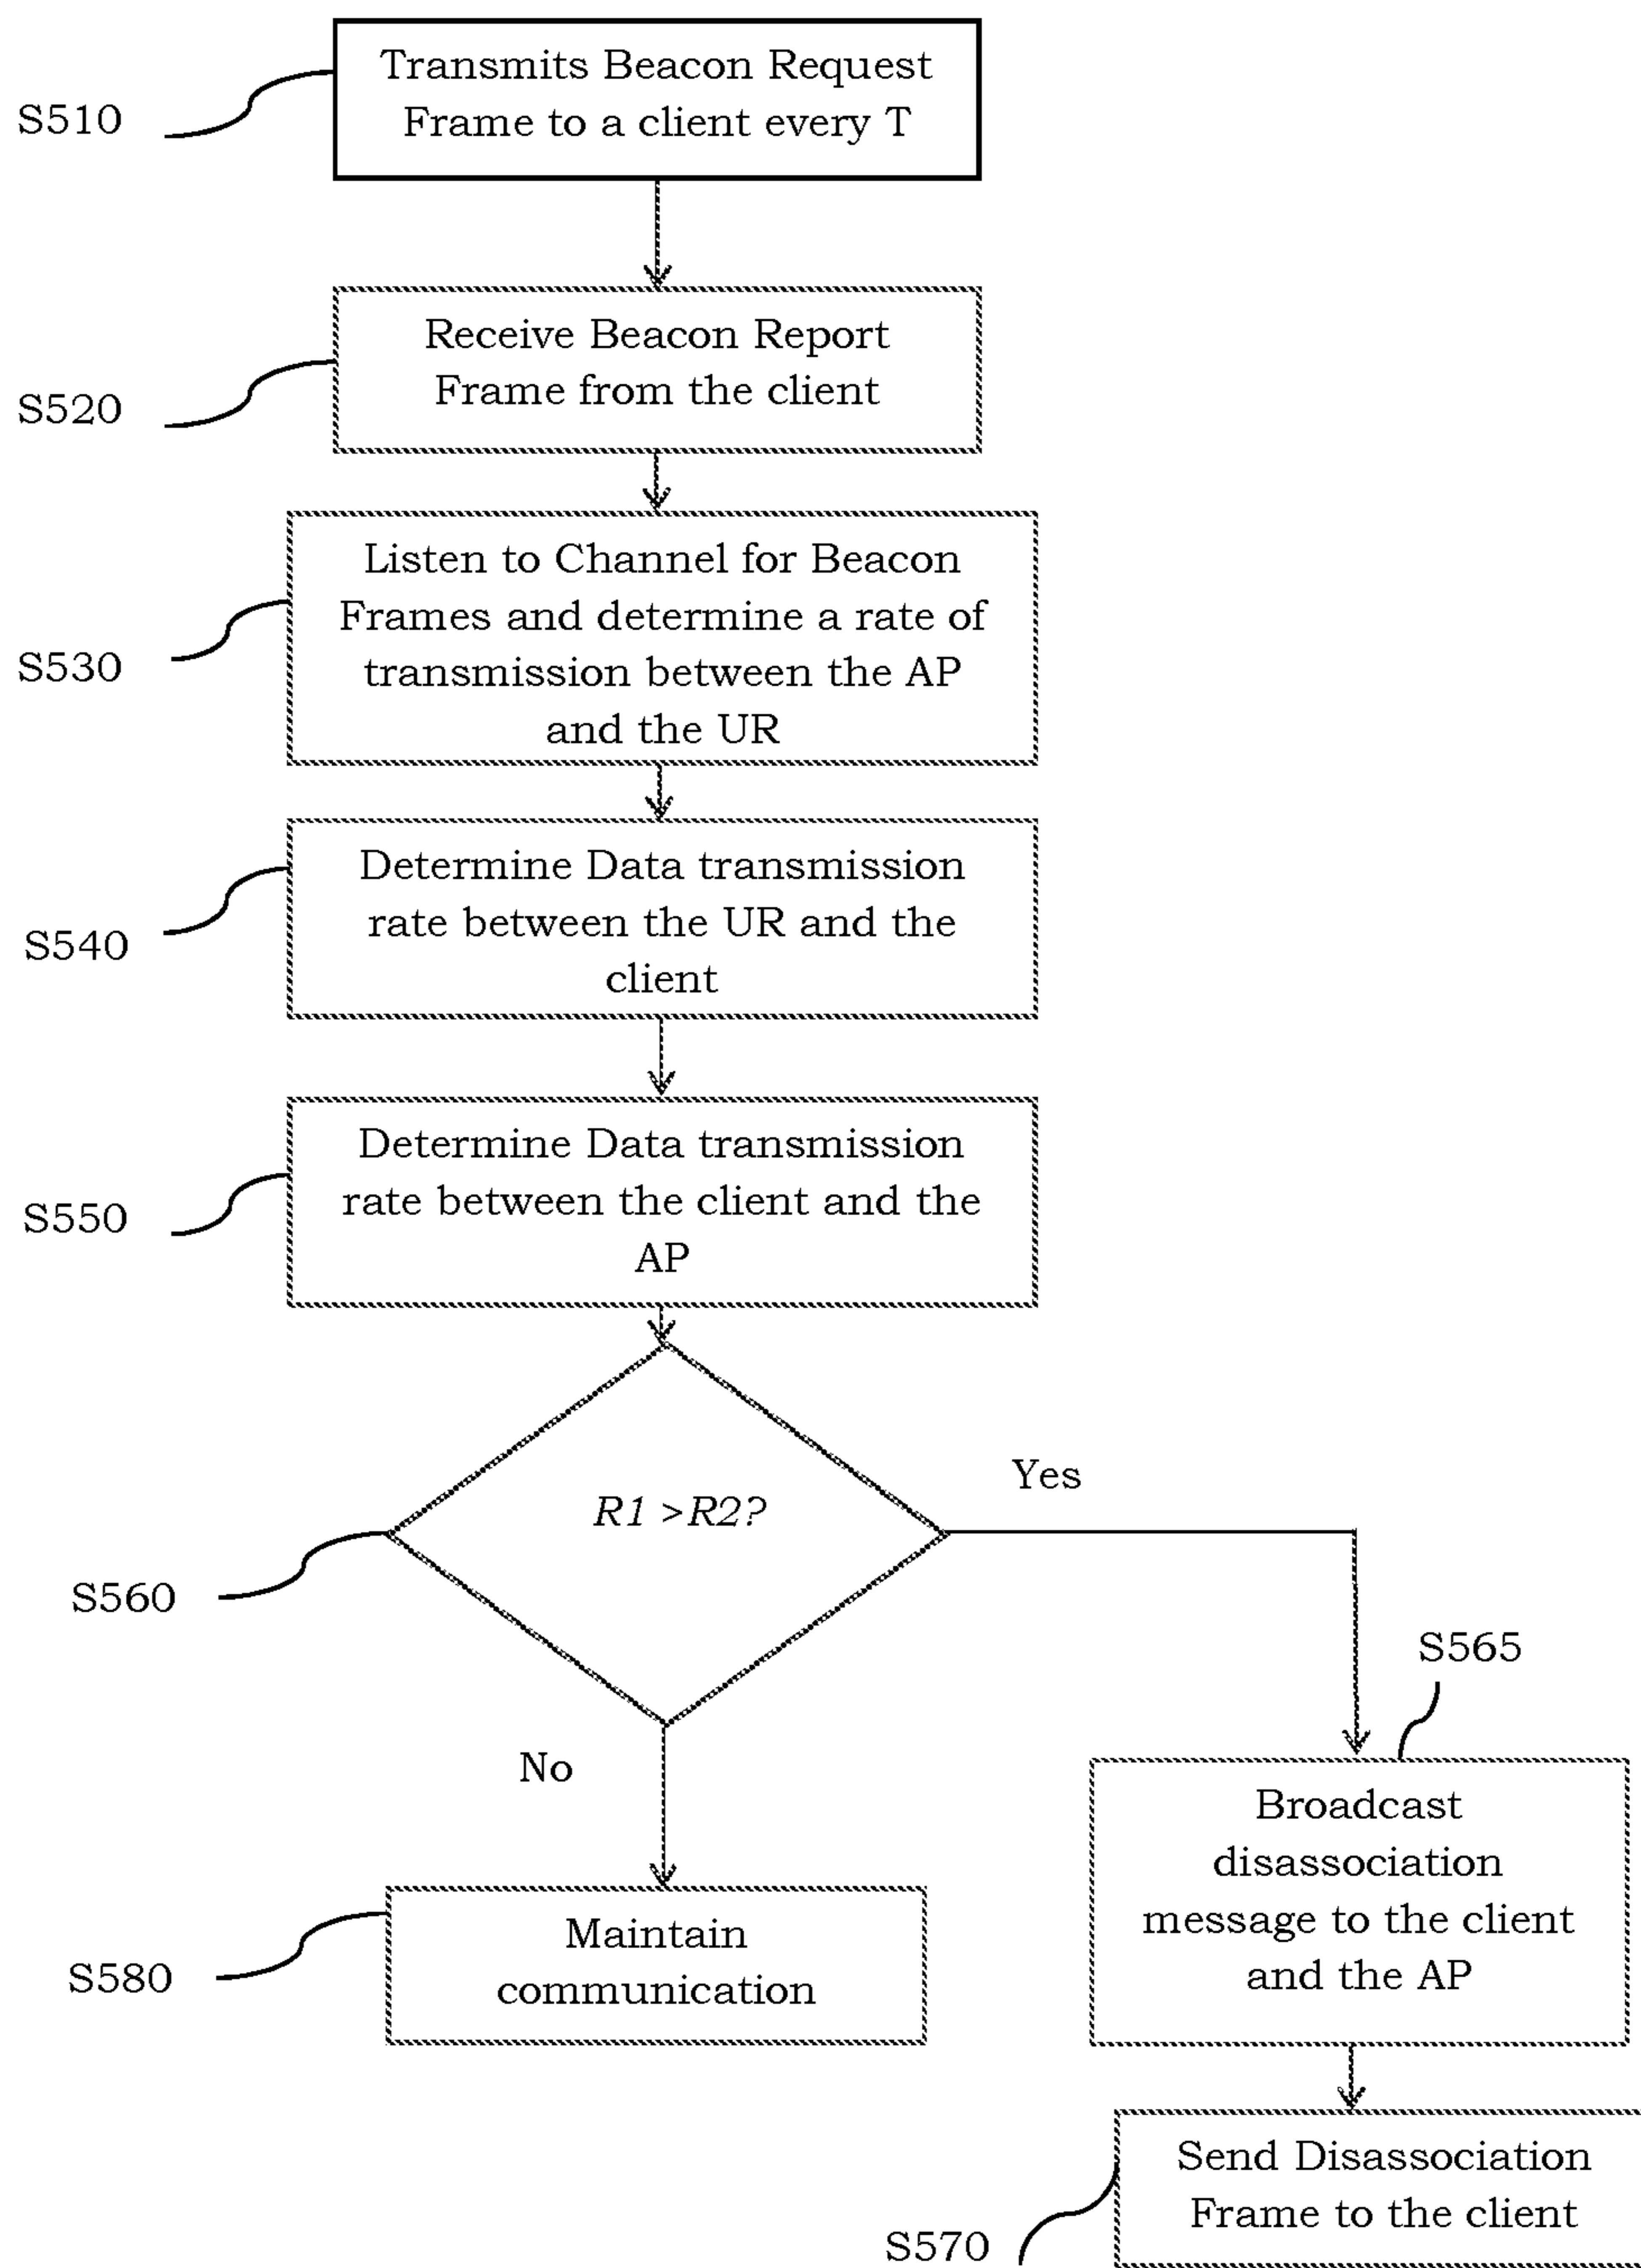 Transmits Beacon Request
Frame to a client every T
S510
Receive Beacon Report
Frame from the client
S520
Listen to Channel for Beacon
Frames and determine a rate of
transmission between the AP
and the UR
S530
Determine Data transmission
rate between the UR and the
client
S540
Determine Data transmission
rate between the client and the
AP
S550
R1 >R2?
Yes
S560
S565
No
Broadcast
disassociation
message to the client
and the AP
Maintain
communication
S580
Send Disassociation
Frame to the client
S570